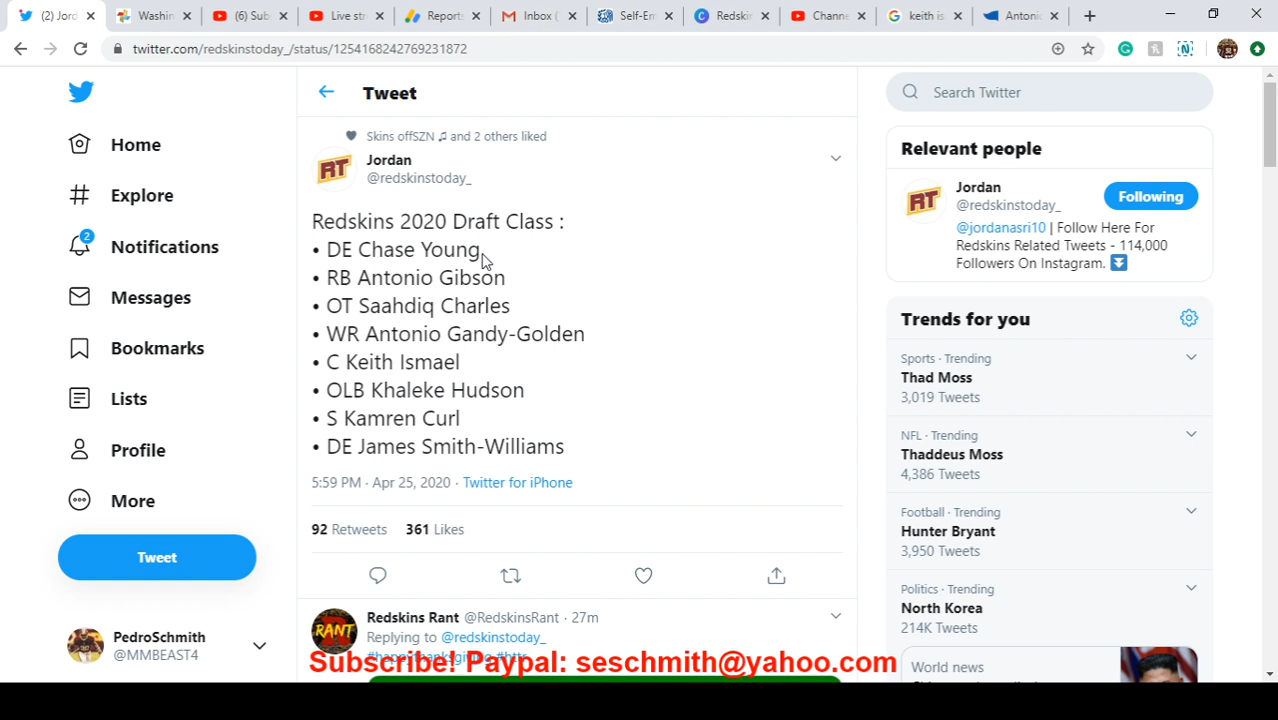 (2) Jord
Washin
(6) Sub
Live str
Reports
Inbox (
Self-Em
Redskin
Channe
keith is
Antonio
twitter.com/redskinstoday_/status/1254168242769231872
Tweet
Search Twitter
Home
Explore
2
Notifications
Messages
Bookmarks
Lists
Profile
More
Tweet
PedroSchmith
@MMBEAST4
Skins offSZN ♫ and 2 others liked
RT
Jordan
@redskinstoday_
Redskins 2020 Draft Class :
• DE Chase Young
• RB Antonio Gibson
• OT Saahdiq Charles
• WR Antonio Gandy-Golden
• C Keith Ismael
• OLB Khaleke Hudson
• S Kamren Curl
• DE James Smith-Williams
5:59 PM · Apr 25, 2020 · Twitter for iPhone
92 Retweets 361 Likes
RANT
Redskins Rant @RedskinsRant · 27m
Replying to @redskinstoday_
#happythanksgiving #httr
Subscribe! Paypal: seschmith@yahoo.com
Relevant people
RT
Jordan
@redskinstoday_
Following
@jordanasri10 | Follow Here For
Redskins Related Tweets - 114,000
Followers On Instagram.
Trends for you
Sports · Trending
Thad Moss
3,019 Tweets
NFL · Trending
Thaddeus Moss
4,386 Tweets
Football · Trending
Hunter Bryant
3,950 Tweets
Politics · Trending
North Korea
214K Tweets
World news